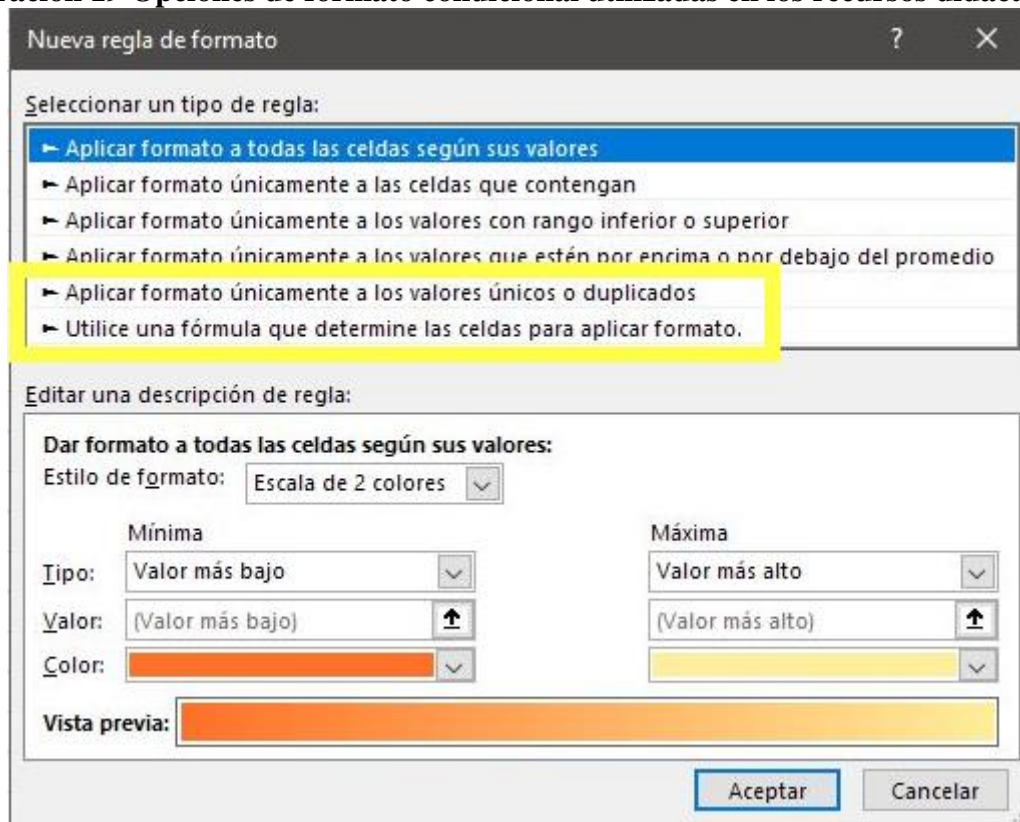 Opciones de formato condicional utilizadas en los recursos
Nueva regla de formato ? X
Seleccionar un tipo de regla:
► Aplicar formato a todas las celdas según sus valores
► Aplicar formato únicamente a las celdas que contengan
► Aplicar formato únicamente a los valores con rango inferior o superior
► Aplicar formato únicamente a los valores que estén por encima o por debajo del promedio
► Aplicar formato únicamente a los valores únicos o duplicados
► Utilice una fórmula que determine las celdas para aplicar formato.
Editar una descripción de regla:
Dar formato a todas las celdas según sus valores:
Estilo de formato: Escala de 2 colores
Mínima Máxima
Tipo: Valor más bajo Valor más alto
Valor: (Valor más bajo) (Valor más alto)
Color:
Vista previa:
Aceptar Cancelar